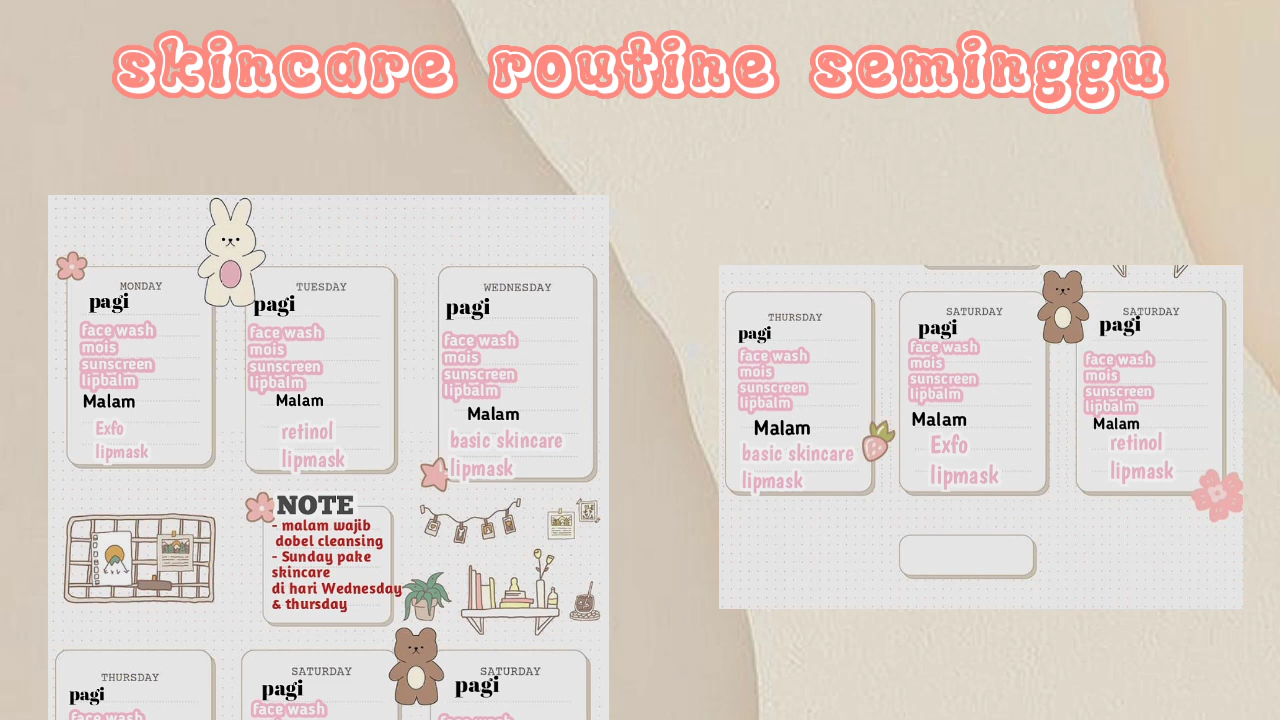 skincare routine seminggu
MONDAY
pagi
face wash
mois
sunscreen
lipbalm
Malam
Exfo
lipmask
TUESDAY
pagi
face wash
mois
sunscreen
lipbalm
Malam
retinol
lipmask
WEDNESDAY
pagi
face wash
mois
sunscreen
lipbalm
Malam
basic skincare
lipmask
NOTE
- malam wajib
dobel cleansing
- Sunday pake
skincare
di hari Wednesday
& thursday
THURSDAY
pagi
face wash
SATURDAY
pagi
face wash
SATURDAY
pagi
face wash
THURSDAY
pagi
face wash
mois
sunscreen
lipbalm
Malam
basic skincare
lipmask
SATURDAY
pagi
face wash
mois
sunscreen
lipbalm
Malam
Exfo
lipmask
SATURDAY
pagi
face wash
mois
sunscreen
lipbalm
Malam
retinol
lipmask